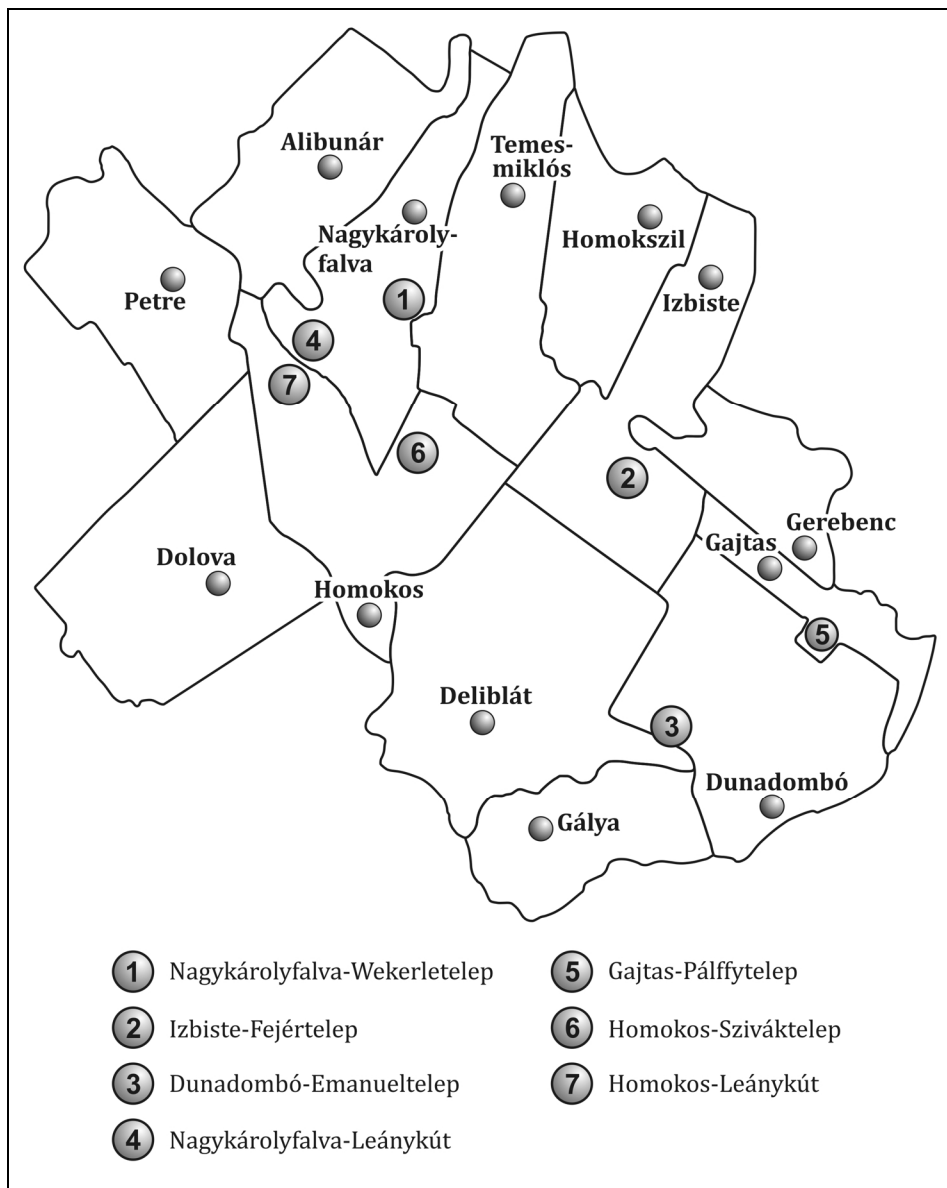 Alibunár
Temes-
miklós
Nagykároly-
falva
Homokszil
Izbiste
Petre
1
4
7
6
2
Gerebenc
Gajtas
Dolova
Homokos
5
Deliblát
3
Dunadombó
Gálya
1 Nagykárolyfalva-Wekerletelep
2 Izbiste-Fejértelep
3 Dunadombó-Emanueltelep
4 Nagykárolyfalva-Leánykút
5 Gajtas-Pálffytelep
6 Homokos-Sziváktelep
7 Homokos-Leánykút